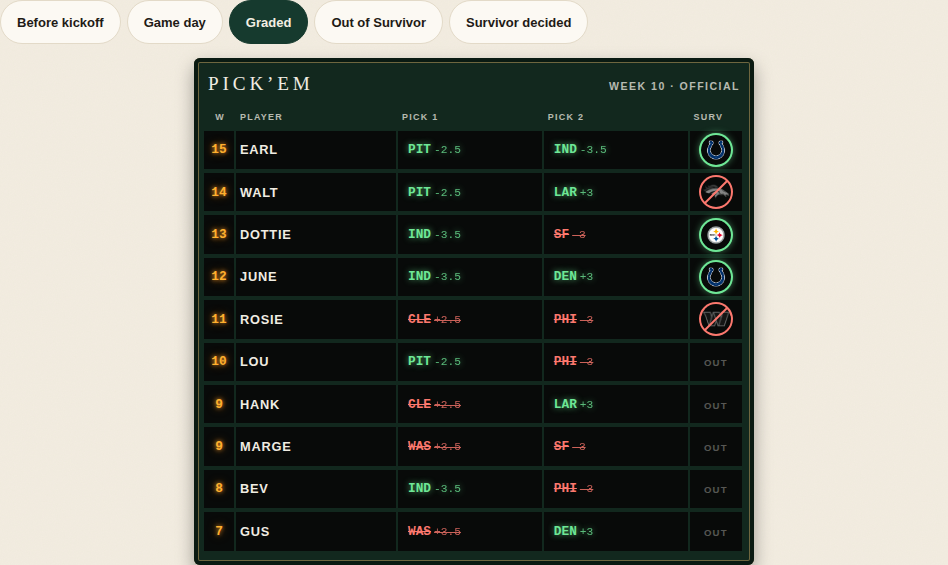 Before kickoff Game day Graded Out of Survivor Survivor decided
PICK’EM WEEK 10 · OFFICIAL
W PLAYER PICK 1 PICK 2 SURV
15 EARL PIT -2.5 IND -3.5
14 WALT PIT -2.5 LAR +3
13 DOTTIE IND -3.5 SF -3
12 JUNE IND -3.5 DEN +3
11 ROSIE CLE +2.5 PHI -3
10 LOU PIT -2.5 PHI -3 OUT
9 HANK CLE +2.5 LAR +3 OUT
9 MARGE WAS +3.5 SF -3 OUT
8 BEV IND -3.5 PHI -3 OUT
7 GUS WAS +3.5 DEN +3 OUT